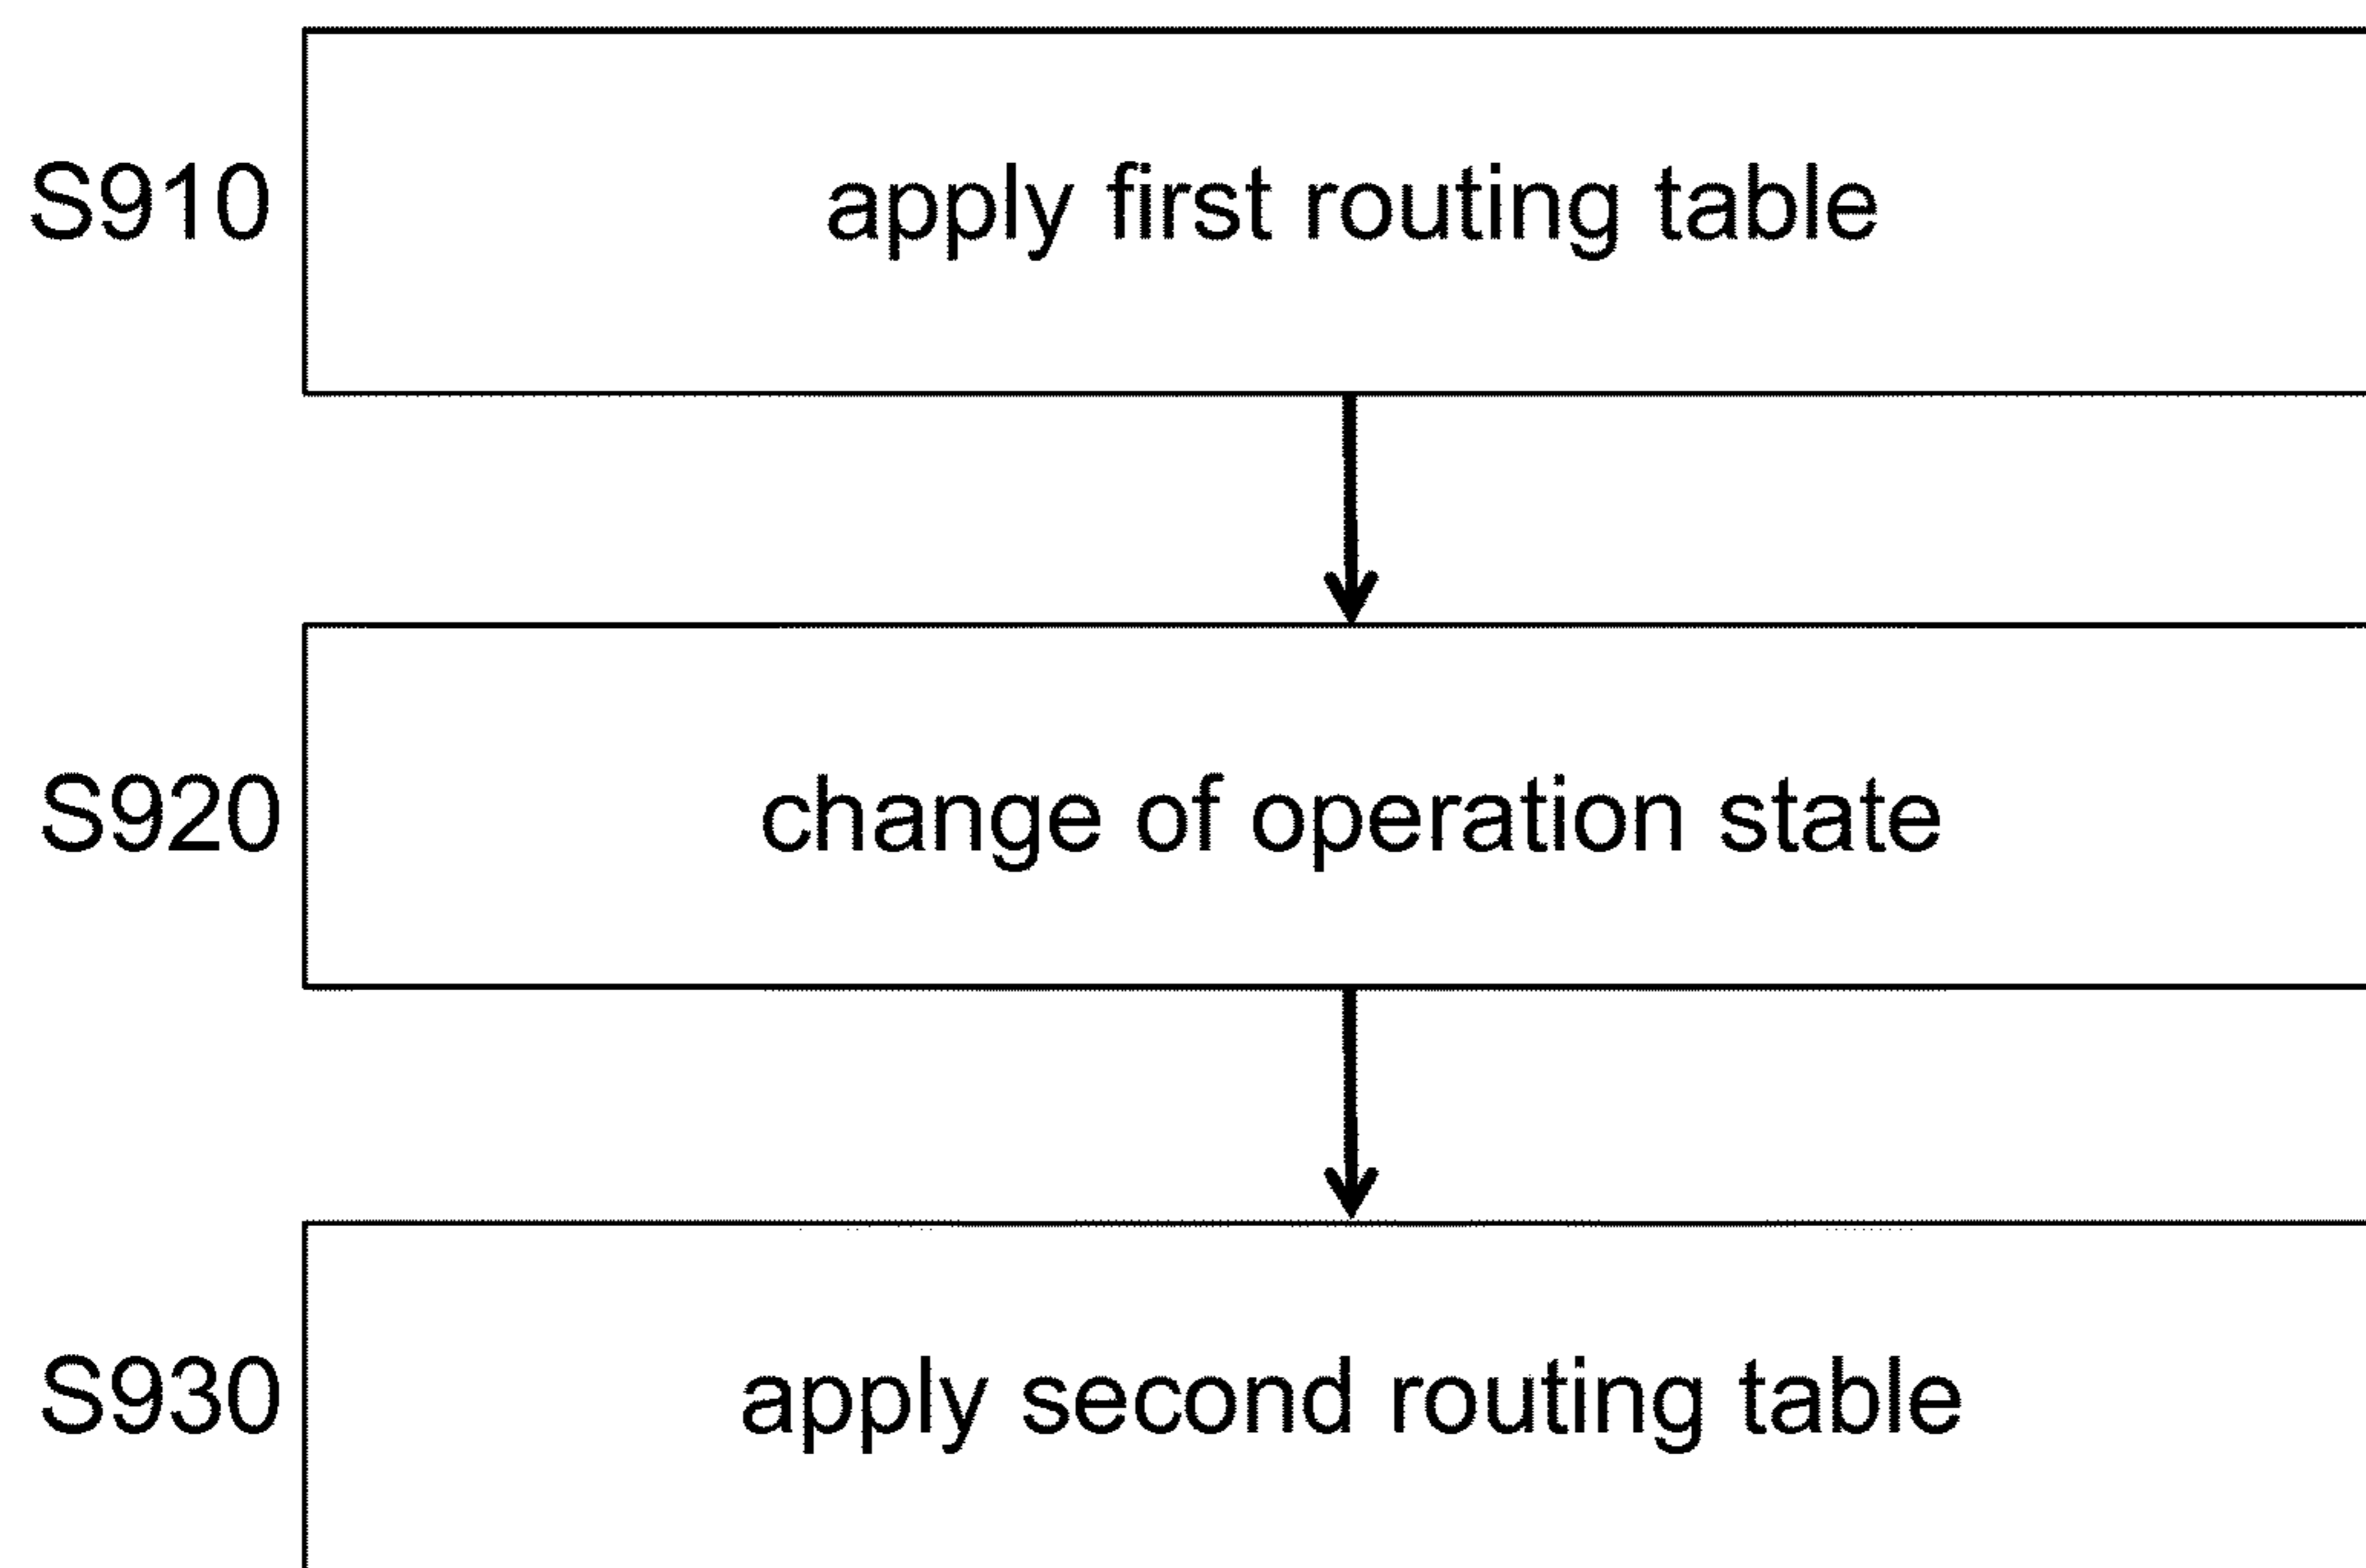 S910 apply first routing table
S920 change of operation state
S930 apply second routing table